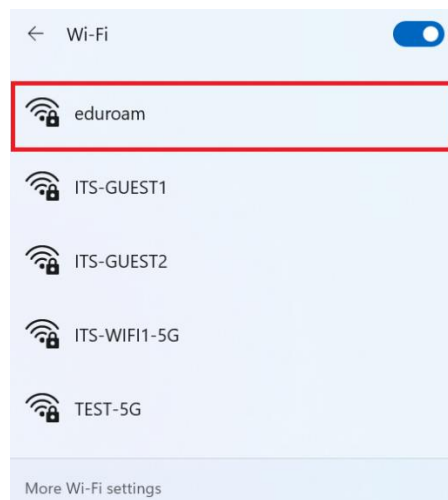 Wi-Fi
eduroam
ITS-GUEST1
ITS-GUEST2
ITS-WIFI1-5G
TEST-5G
More Wi-Fi settings